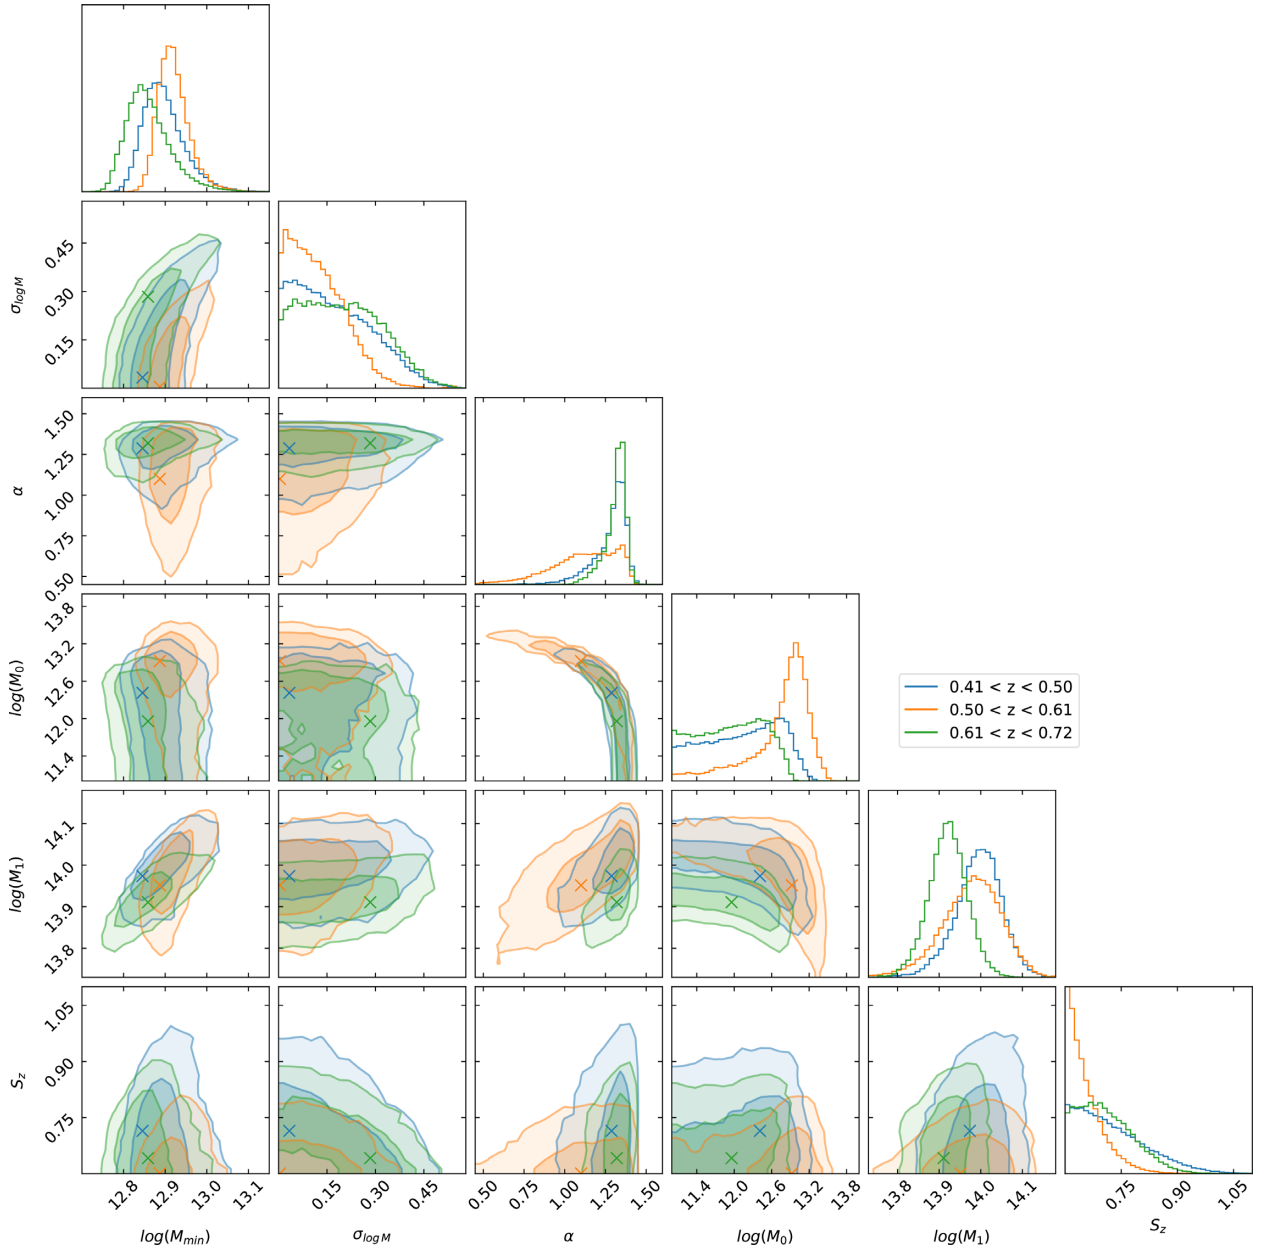 σ_logM
0.45
0.30
0.15
α
1.50
1.25
1.00
0.75
0.50
log(M_0)
13.8
13.2
12.6
12.0
11.4
0.41 < z < 0.50
0.50 < z < 0.61
0.61 < z < 0.72
log(M_1)
14.1
14.0
13.9
13.8
S_z
1.05
0.90
0.75
12.8 12.9 13.0 13.1
0.15 0.30 0.45
0.50 0.75 1.00 1.25 1.50
11.4 12.0 12.6 13.2 13.8
13.8 13.9 14.0 14.1
0.75 0.90 1.05
log(M_min) σ_logM α log(M_0) log(M_1) S_z